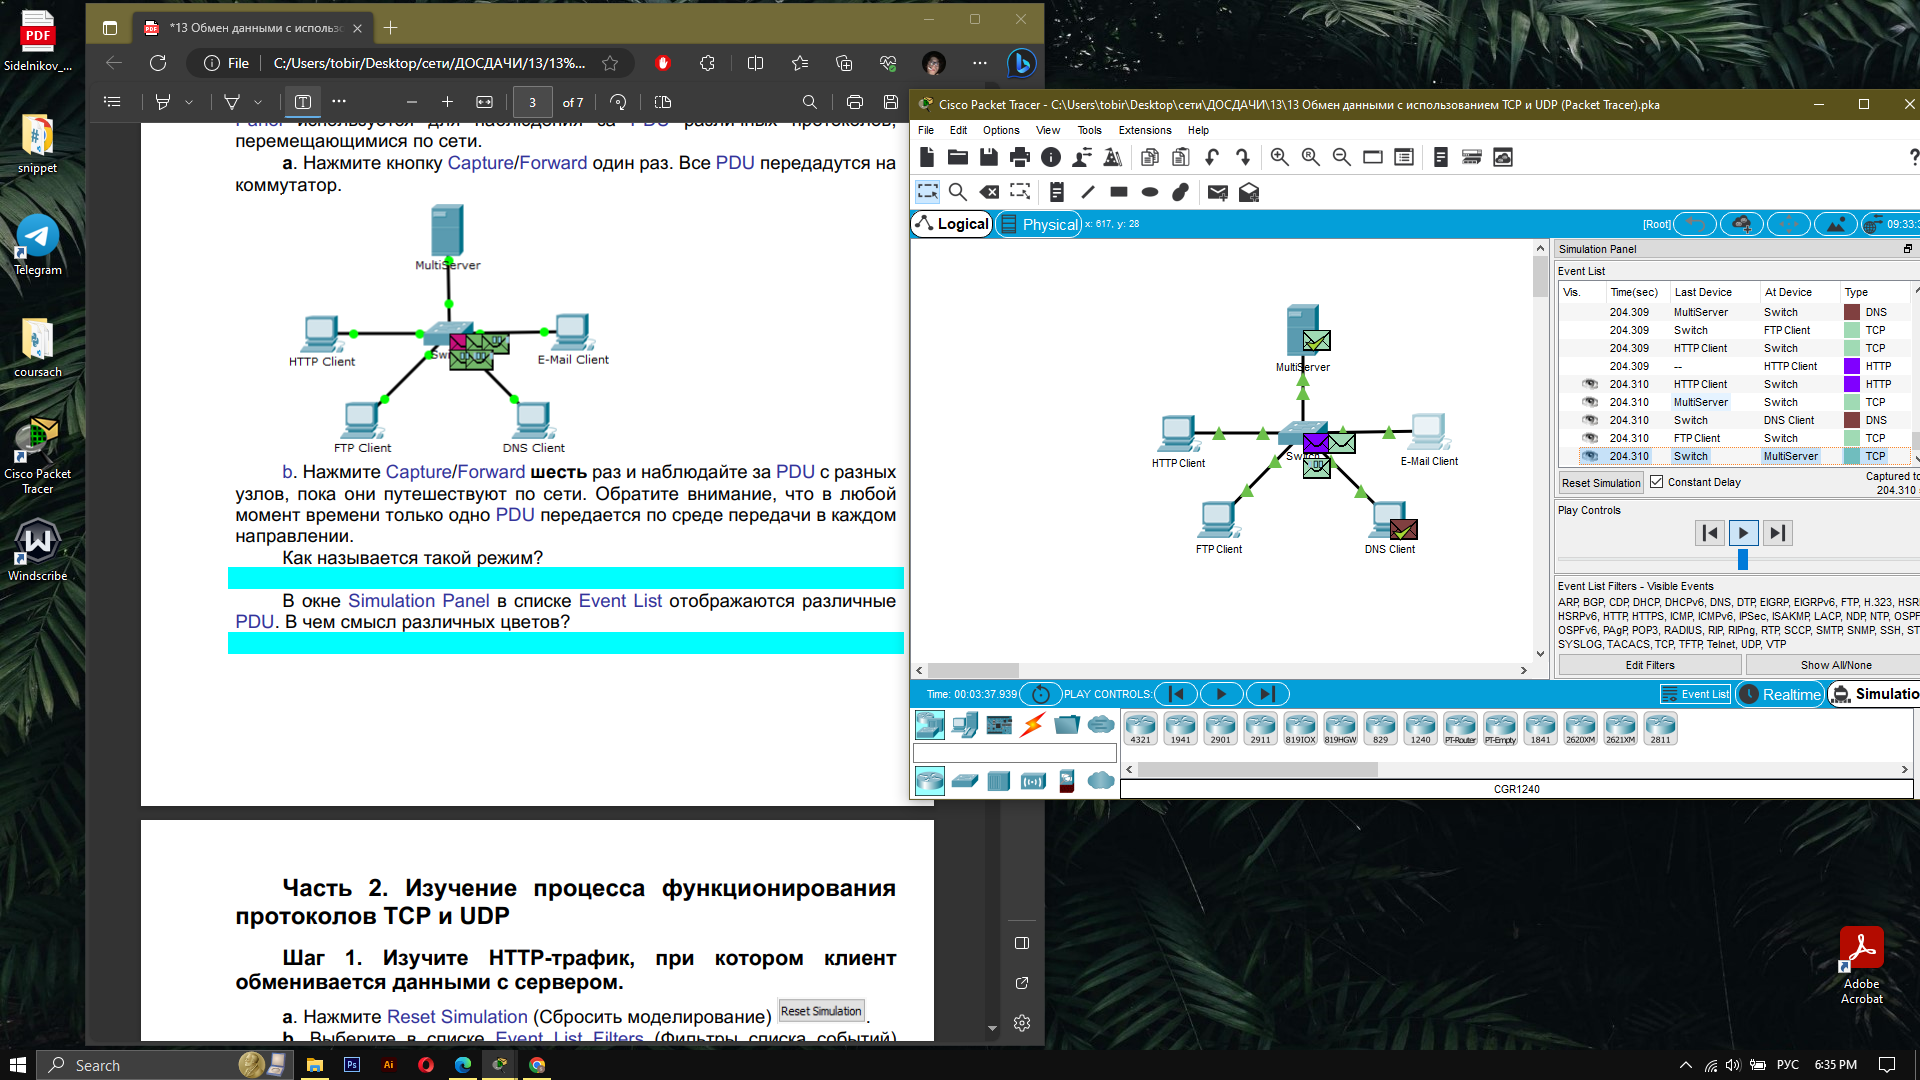 Sidelnikov_...
snippet
Telegram
coursach
Cisco Packet
Tracer
Windscribe
*13 Обмен данными с использо
File
C:/Users/tobir/Desktop/сети/ДОСДАЧИ/13/13%...
3
of 7
перемещающимися по сети.
a. Нажмите кнопку Capture/Forward один раз. Все PDU передадутся на
коммутатор.
MultiServer
HTTP Client
E-Mail Client
FTP Client
DNS Client
b. Нажмите Capture/Forward шесть раз и наблюдайте за PDU с разных
узлов, пока они путешествуют по сети. Обратите внимание, что в любой
момент времени только одно PDU передается по среде передачи в каждом
направлении.
Как называется такой режим?
В окне Simulation Panel в списке Event List отображаются различные
PDU. В чем смысл различных цветов?
Часть 2. Изучение процесса функционирования
протоколов TCP и UDP
Шаг 1. Изучите HTTP-трафик, при котором клиент
обменивается данными с сервером.
a. Нажмите Reset Simulation (Сбросить моделирование) Reset Simulation .
b. Выберите в списке Event List Filters (Фильтры списка событий)
Cisco Packet Tracer - C:\Users\tobir\Desktop\сети\ДОСДАЧИ\13\13 Обмен данными с использованием TCP и UDP (Packet Tracer).pka
File Edit Options View Tools Extensions Help
Logical
Physical
x: 617, y: 28
[Root]
09:33:3
MultiServer
HTTP Client
Switch
E-Mail Client
FTP Client
DNS Client
Simulation Panel
Event List
Vis. Time(sec) Last Device At Device Type
204.309 MultiServer Switch DNS
204.309 Switch FTP Client TCP
204.309 HTTP Client Switch TCP
204.309 -- HTTP Client HTTP
204.310 HTTP Client Switch HTTP
204.310 MultiServer Switch TCP
204.310 Switch DNS Client DNS
204.310 FTP Client Switch TCP
204.310 Switch MultiServer TCP
Reset Simulation
Constant Delay
Captured to
204.310
Play Controls
Event List Filters - Visible Events
ARP, BGP, CDP, DHCP, DHCPv6, DNS, DTP, EIGRP, EIGRPv6, FTP, H.323, HSR
HSRPv6, HTTP, HTTPS, ICMP, ICMPv6, IPSec, ISAKMP, LACP, NDP, NTP, OSPF
OSPFv6, PAgP, POP3, RADIUS, RIP, RIPng, RTP, SCCP, SMTP, SNMP, SSH, ST
SYSLOG, TACACS, TCP, TFTP, Telnet, UDP, VTP
Edit Filters
Show All/None
Time: 00:03:37.939
PLAY CONTROLS:
Event List
Realtime
Simulatio
4321 1941 2901 2911 819IOX 819HGW 829 1240 PT-Router PT-Empty 1841 2620XM 2621XM 2811
CGR1240
Adobe
Acrobat
Search
РУС
6:35 PM